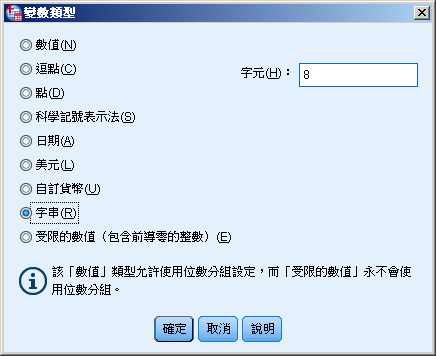 變數類型
數值(N)
逗點(C)
字元(H)：
8
點(D)
科學記號表示法(S)
日期(A)
美元(L)
自訂貨幣(U)
字串(R)
受限的數值（包含前導零的整數）(E)
該「數值」類型允許使用位數分組設定，而「受限的數值」永不會使
用位數分組。
確定
取消
說明